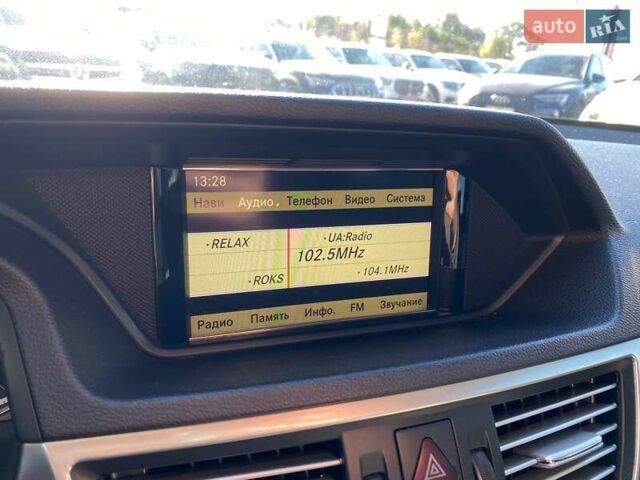 auto RIA .com
13:28
Нави Аудио Телефон Видео Система
·RELAX ·UA:Radio
102.5MHz
·ROKS ·104.1MHz
Радио Память Инфо. FM Звучание